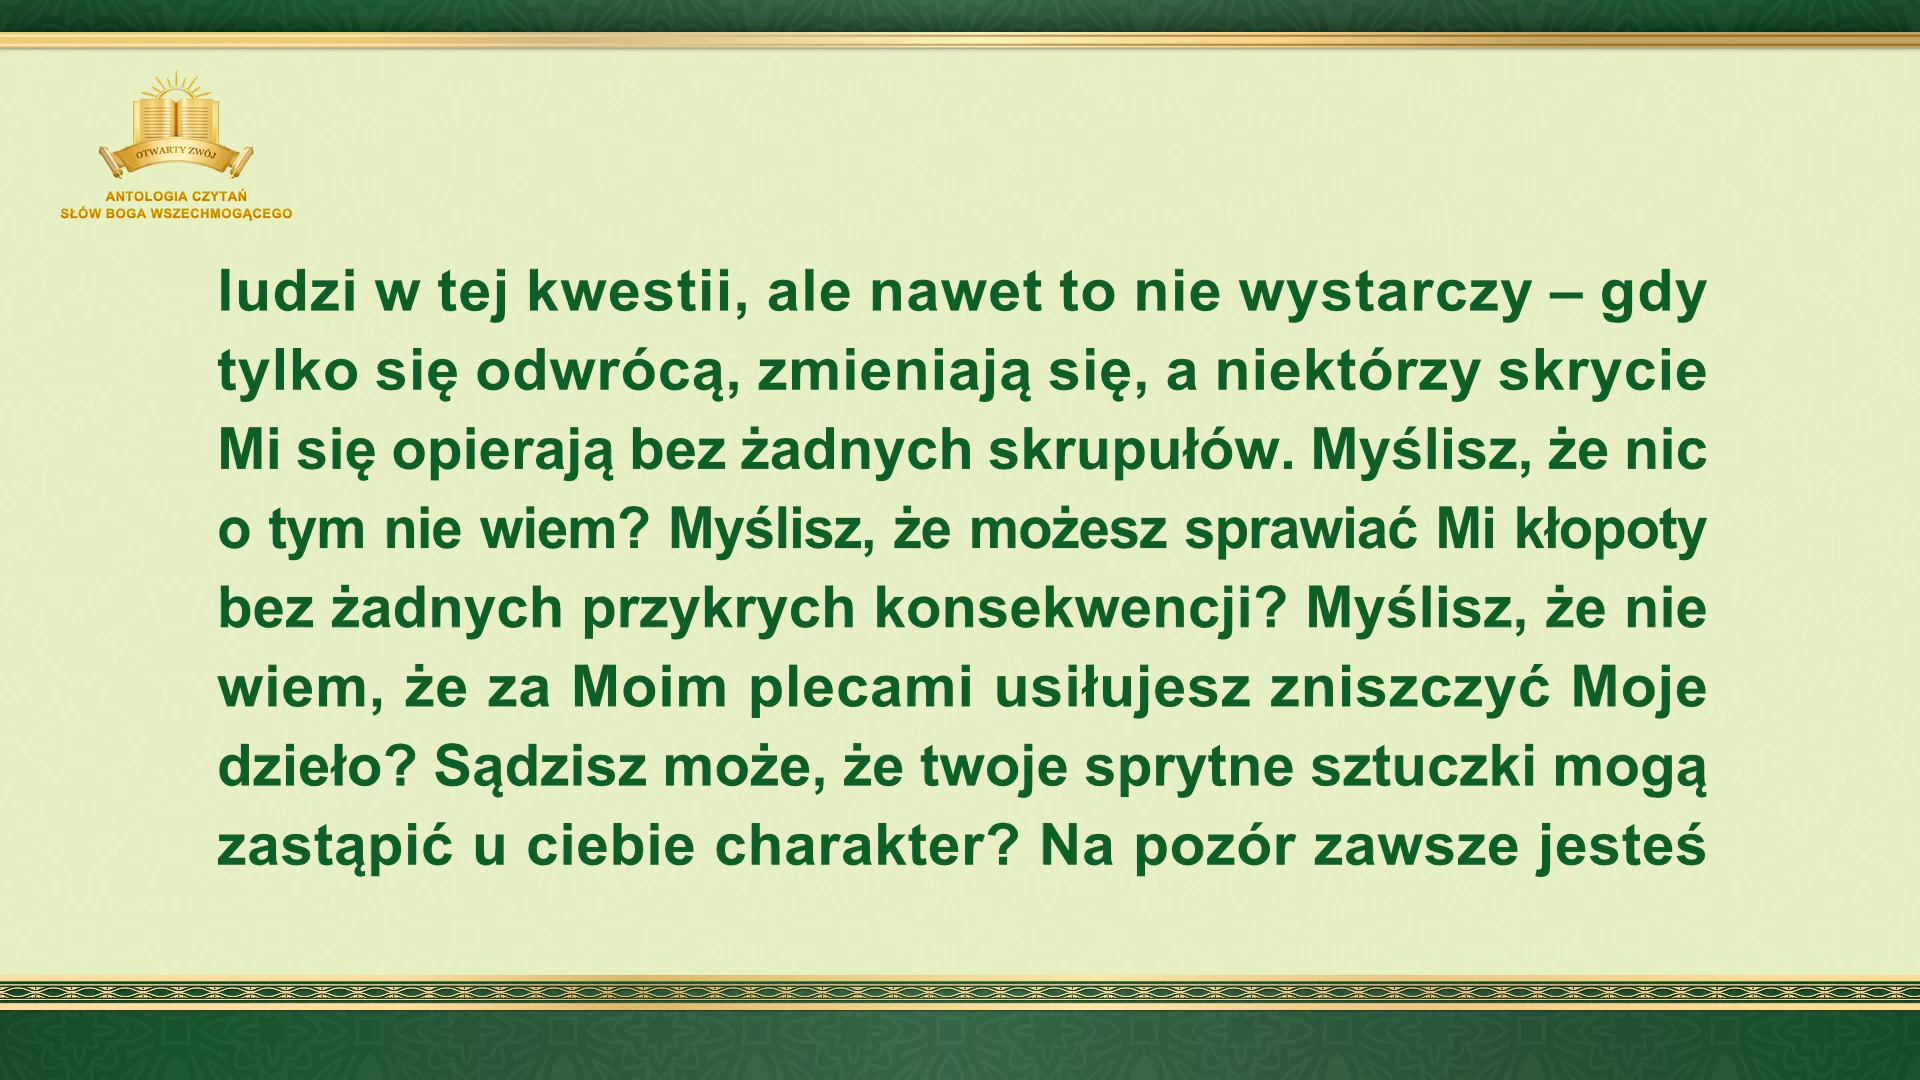 OTWARTY ZWÓJ
ANTOLOGIA CZYTAŃ
SŁÓW BOGA WSZECHMOGĄCEGO
ludzi w tej kwestii, ale nawet to nie wystarczy – gdy
tylko się odwrócą, zmieniają się, a niektórzy skrycie
Mi się opierają bez żadnych skrupułów. Myślisz, że nic
o tym nie wiem? Myślisz, że możesz sprawiać Mi kłopoty
bez żadnych przykrych konsekwencji? Myślisz, że nie
wiem, że za Moim plecami usiłujesz zniszczyć Moje
dzieło? Sądzisz może, że twoje sprytne sztuczki mogą
zastąpić u ciebie charakter? Na pozór zawsze jesteś